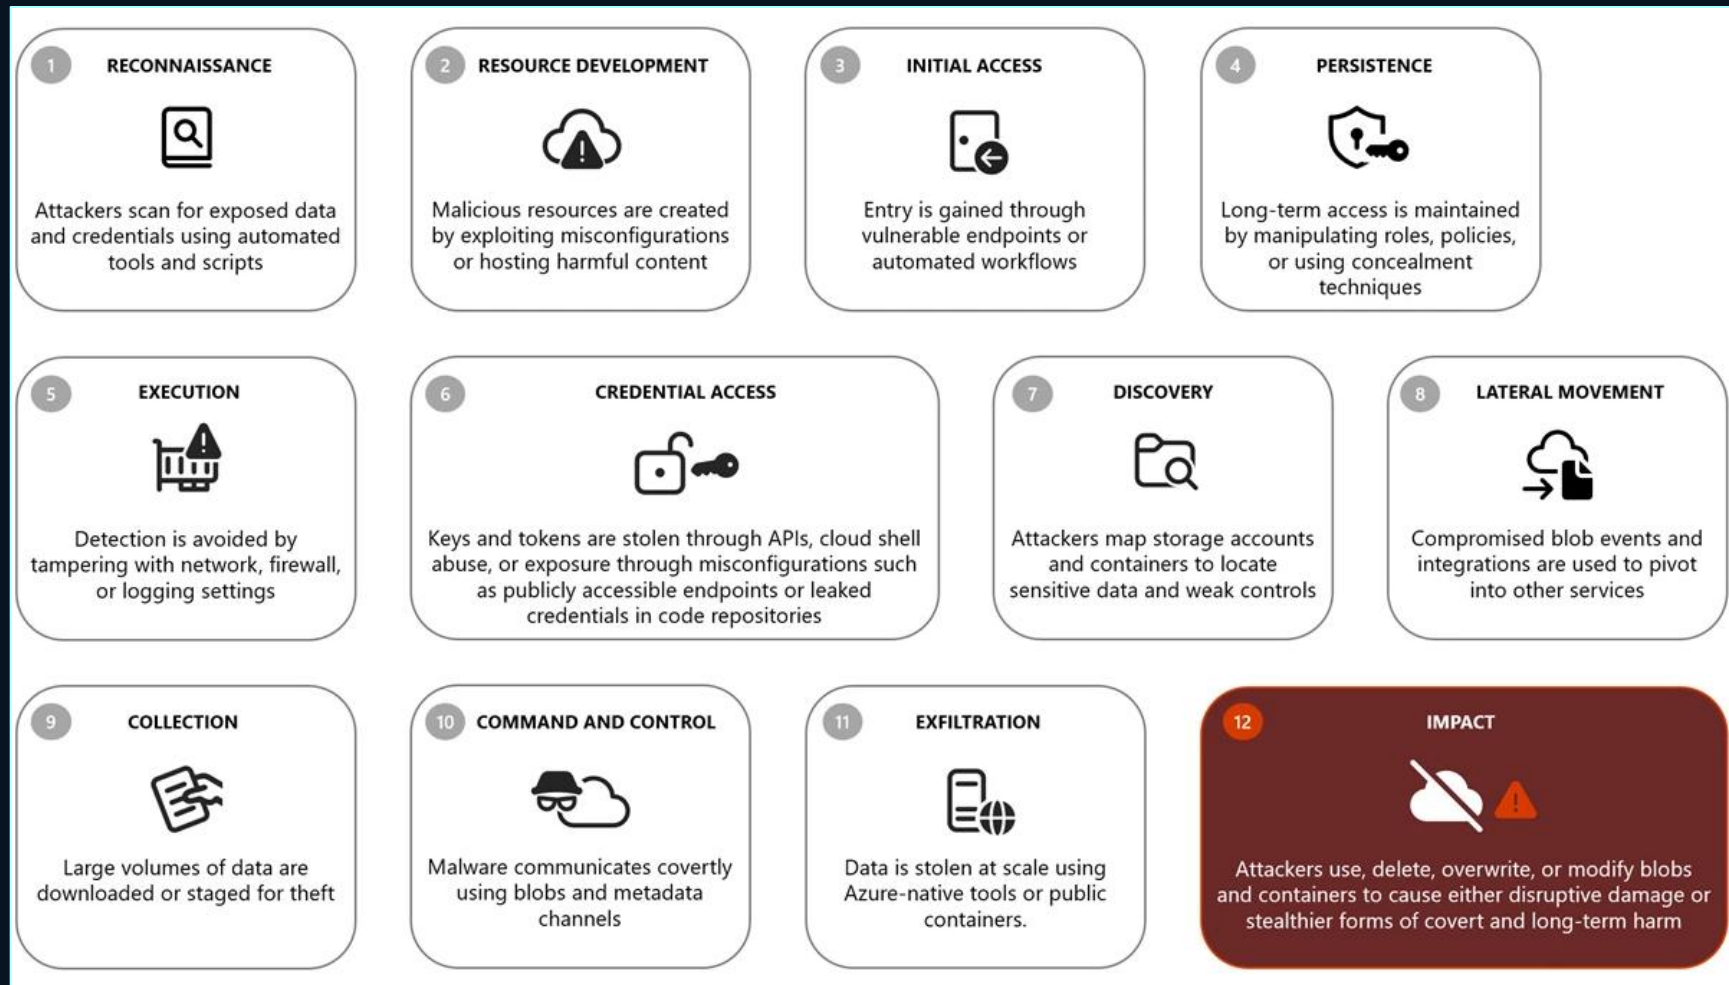 1
RECONNAISSANCE
Attackers scan for exposed data
and credentials using automated
tools and scripts
2
RESOURCE DEVELOPMENT
Malicious resources are created
by exploiting misconfigurations
or hosting harmful content
3
INITIAL ACCESS
Entry is gained through
vulnerable endpoints or
automated workflows
4
PERSISTENCE
Long-term access is maintained
by manipulating roles, policies,
or using concealment
techniques
5
EXECUTION
Detection is avoided by
tampering with network, firewall,
or logging settings
6
CREDENTIAL ACCESS
Keys and tokens are stolen through APIs, cloud shell
abuse, or exposure through misconfigurations such
as publicly accessible endpoints or leaked
credentials in code repositories
7
DISCOVERY
Attackers map storage accounts
and containers to locate
sensitive data and weak controls
8
LATERAL MOVEMENT
Compromised blob events and
integrations are used to pivot
into other services
9
COLLECTION
Large volumes of data are
downloaded or staged for theft
10
COMMAND AND CONTROL
Malware communicates covertly
using blobs and metadata
channels
11
EXFILTRATION
Data is stolen at scale using
Azure-native tools or public
containers.
12
IMPACT
Attackers use, delete, overwrite, or modify blobs
and containers to cause either disruptive damage or
stealthier forms of covert and long-term harm